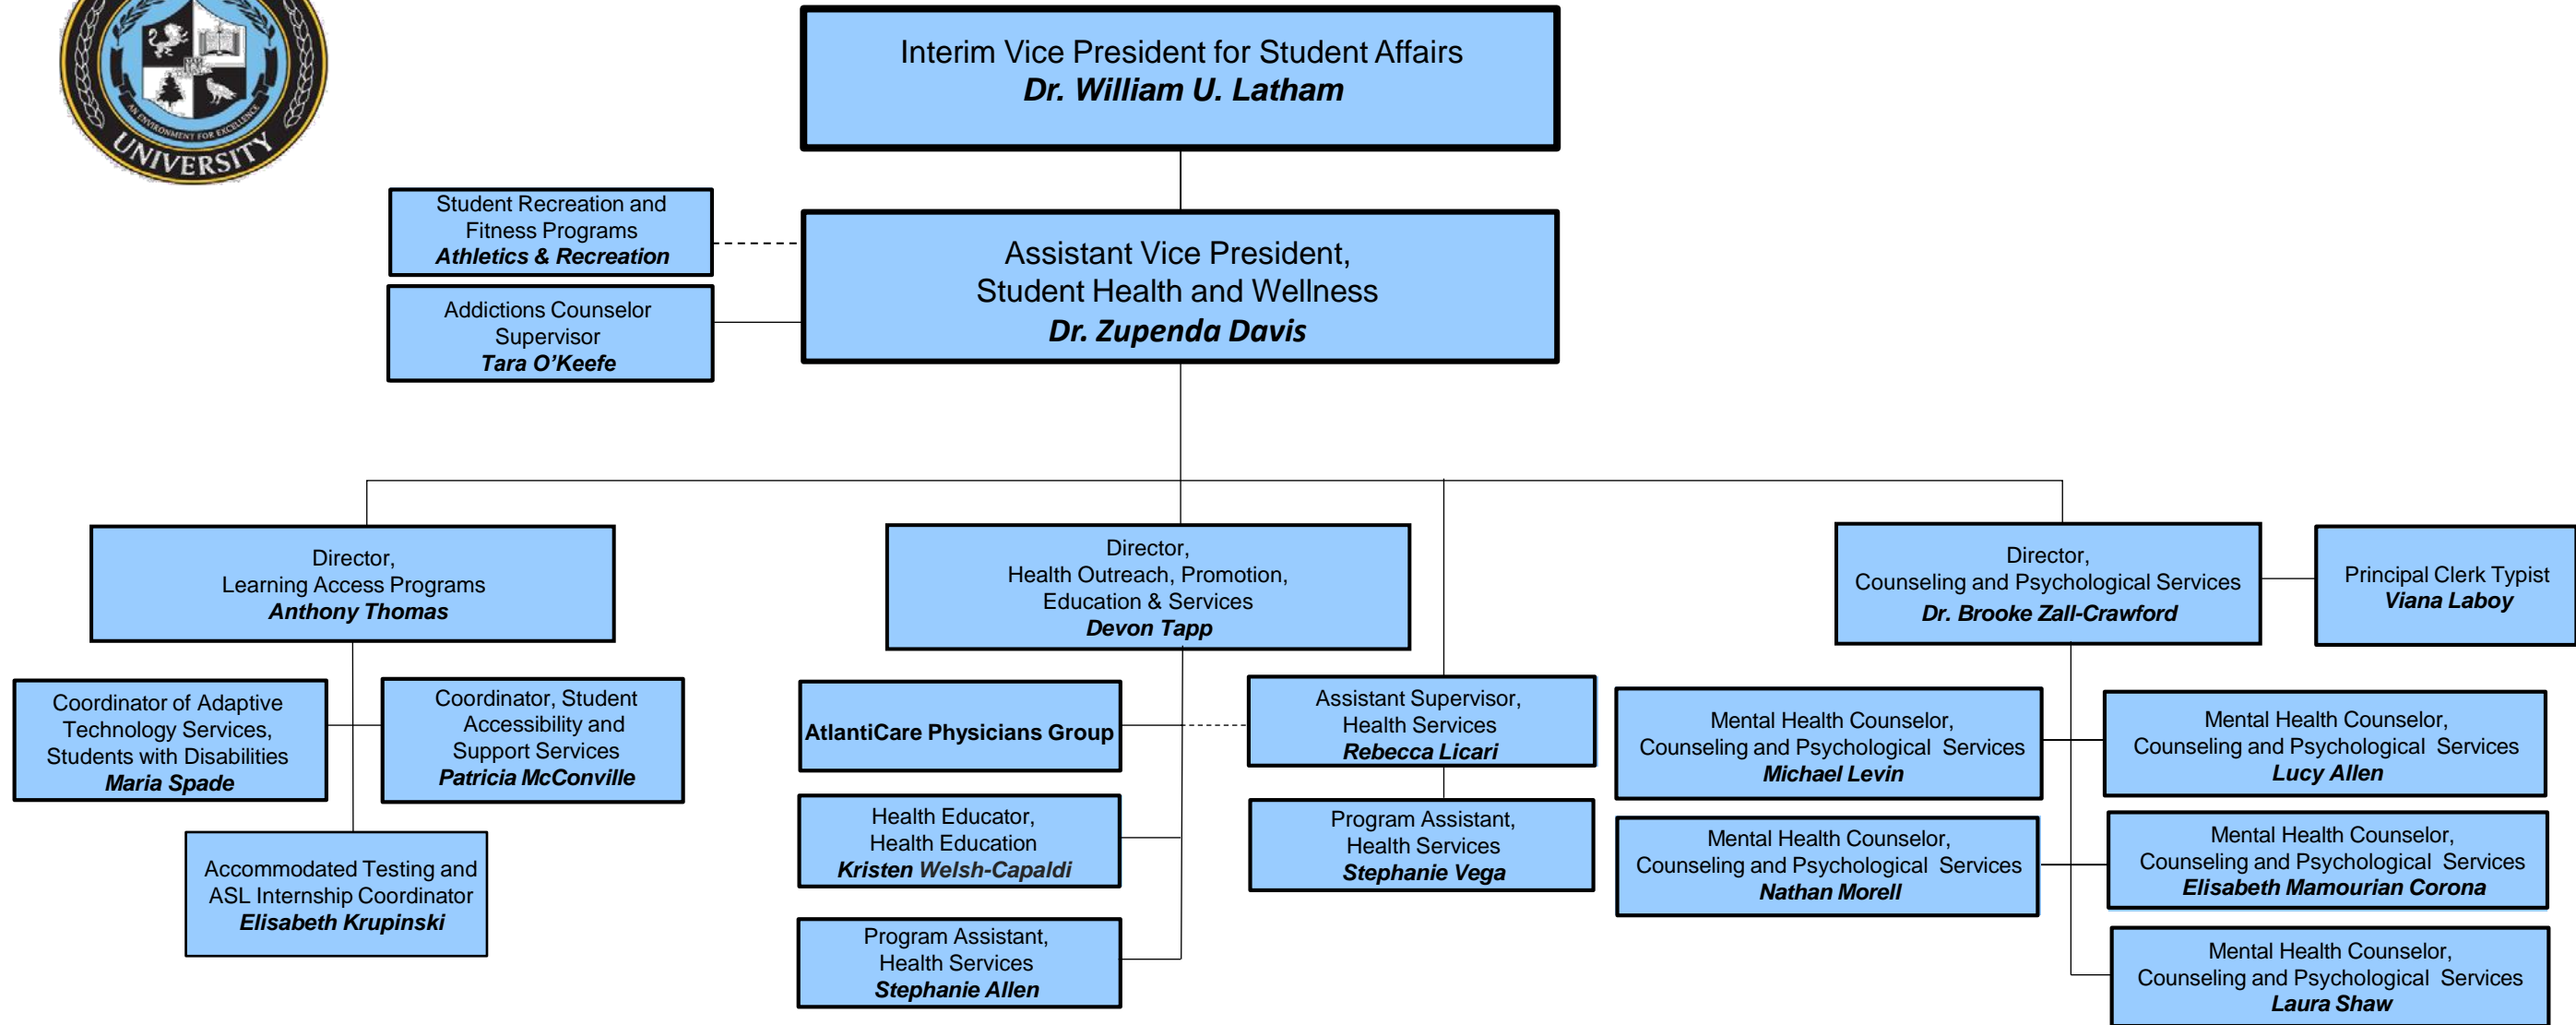 AN ENVIRONMENT FOR EXCELLENCE
UNIVERSITY
Interim Vice President for Student Affairs
Dr. William U. Latham
Student Recreation and
Fitness Programs
Athletics & Recreation
Addictions Counselor
Supervisor
Tara O’Keefe
Assistant Vice President,
Student Health and Wellness
Dr. Zupenda Davis
Director,
Learning Access Programs
Anthony Thomas
Director,
Health Outreach, Promotion,
Education & Services
Devon Tapp
Director,
Counseling and Psychological Services
Dr. Brooke Zall-Crawford
Principal Clerk Typist
Viana Laboy
Coordinator of Adaptive
Technology Services,
Students with Disabilities
Maria Spade
Coordinator, Student
Accessibility and
Support Services
Patricia McConville
Accommodated Testing and
ASL Internship Coordinator
Elisabeth Krupinski
AtlantiCare Physicians Group
Health Educator,
Health Education
Kristen Welsh-Capaldi
Program Assistant,
Health Services
Stephanie Allen
Assistant Supervisor,
Health Services
Rebecca Licari
Program Assistant,
Health Services
Stephanie Vega
Mental Health Counselor,
Counseling and Psychological Services
Michael Levin
Mental Health Counselor,
Counseling and Psychological Services
Lucy Allen
Mental Health Counselor,
Counseling and Psychological Services
Nathan Morell
Mental Health Counselor,
Counseling and Psychological Services
Elisabeth Mamourian Corona
Mental Health Counselor,
Counseling and Psychological Services
Laura Shaw